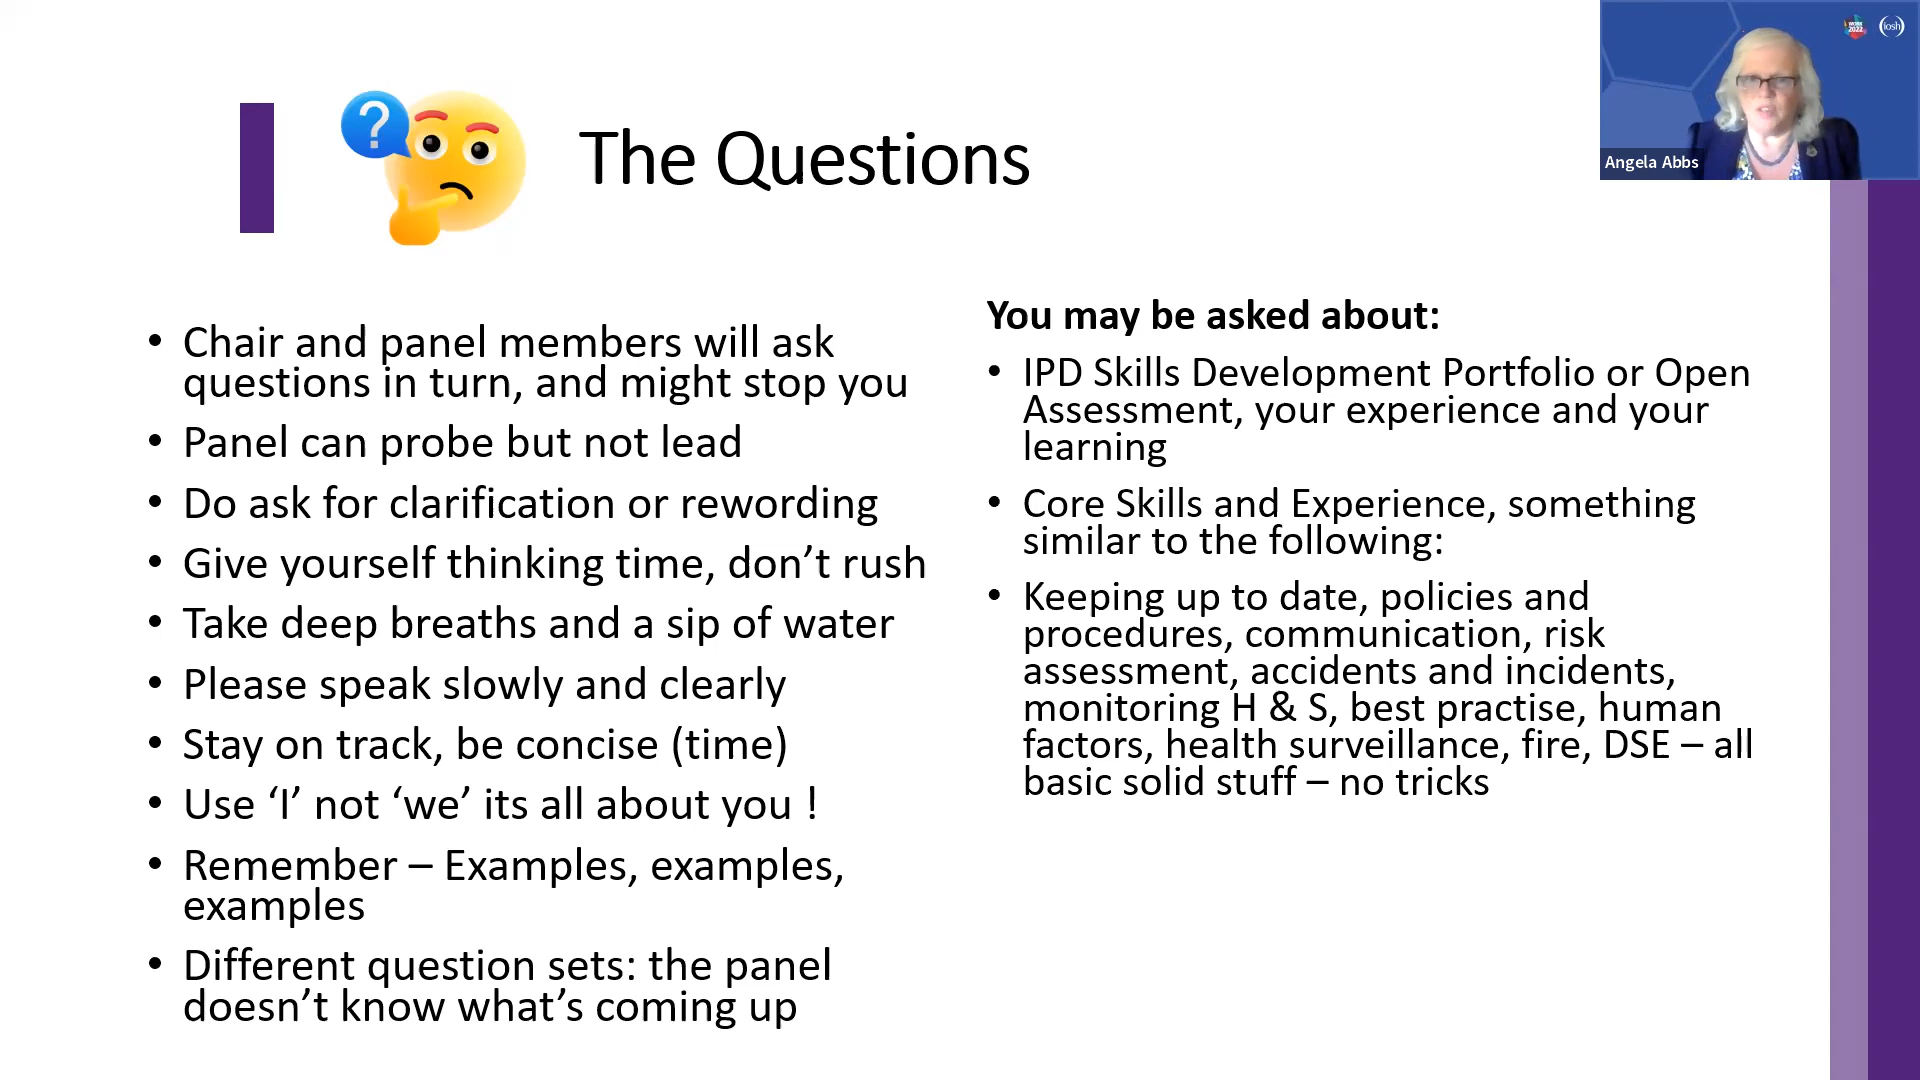 The Questions
• Chair and panel members will ask
questions in turn, and might stop you
• Panel can probe but not lead
• Do ask for clarification or rewording
• Give yourself thinking time, don’t rush
• Take deep breaths and a sip of water
• Please speak slowly and clearly
• Stay on track, be concise (time)
• Use ‘I’ not ‘we’ its all about you !
• Remember – Examples, examples,
examples
• Different question sets: the panel
doesn’t know what’s coming up
You may be asked about:
• IPD Skills Development Portfolio or Open
Assessment, your experience and your
learning
• Core Skills and Experience, something
similar to the following:
• Keeping up to date, policies and
procedures, communication, risk
assessment, accidents and incidents,
monitoring H & S, best practise, human
factors, health surveillance, fire, DSE – all
basic solid stuff – no tricks
?
WORK
2022
iosh
Angela Abbs